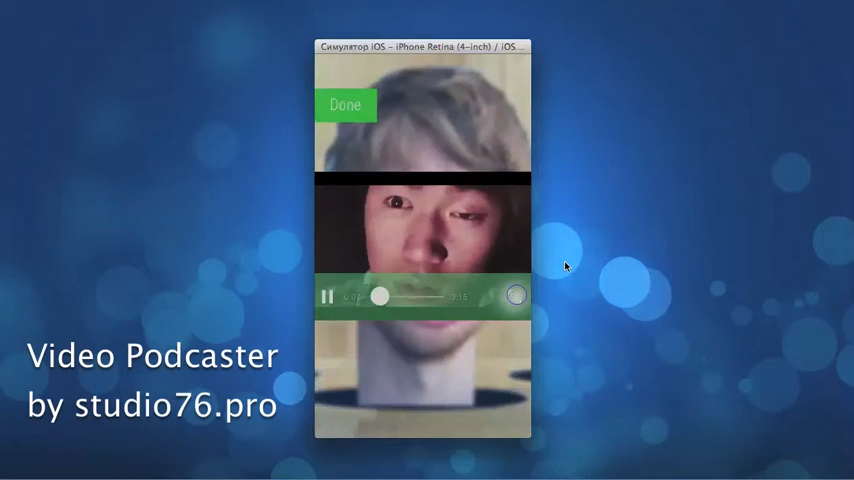 Симулятор iOS – iPhone Retina (4-inch) / iOS...
Done
0:07
3:15
Video Podcaster
by studio76.pro